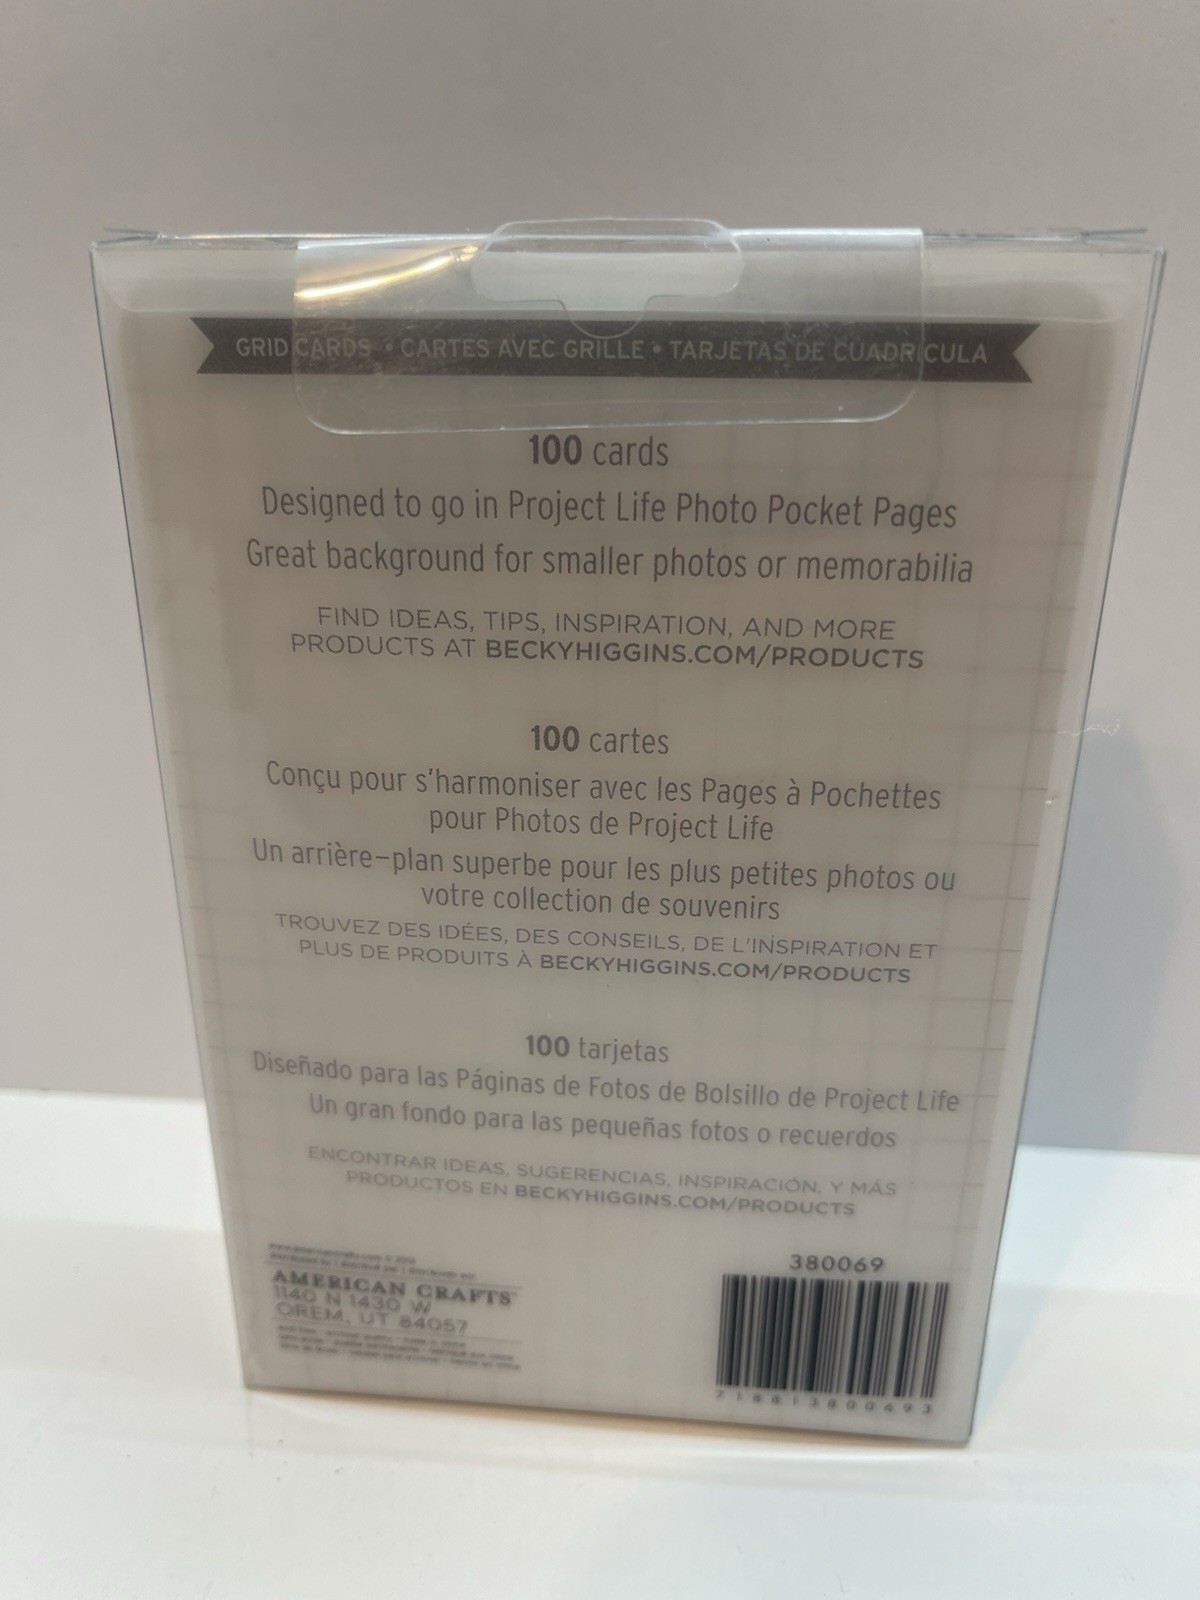 GRID CARDS • CARTES AVEC GRILLE • TARJETAS DE CUADRICULA
100 cards
Designed to go in Project Life Photo Pocket Pages
Great background for smaller photos or memorabilia
FIND IDEAS, TIPS, INSPIRATION, AND MORE
PRODUCTS AT BECKYHIGGINS.COM/PRODUCTS
100 cartes
Conçu pour s'harmoniser avec les Pages à Pochettes
pour Photos de Project Life
Un arrière-plan superbe pour les plus petites photos ou
votre collection de souvenirs
TROUVEZ DES IDÉES, DES CONSEILS, DE L'INSPIRATION ET
PLUS DE PRODUITS À BECKYHIGGINS.COM/PRODUCTS
100 tarjetas
Diseñado para las Páginas de Fotos de Bolsillo de Project Life
Un gran fondo para las pequeñas fotos o recuerdos
ENCONTRAR IDEAS, SUGERENCIAS, INSPIRACIÓN, Y MÁS
PRODUCTOS EN BECKYHIGGINS.COM/PRODUCTS
www.americancrafts.com
AMERICAN CRAFTS
1140 N 1430 W
OREM, UT 84057
380069
718813800693